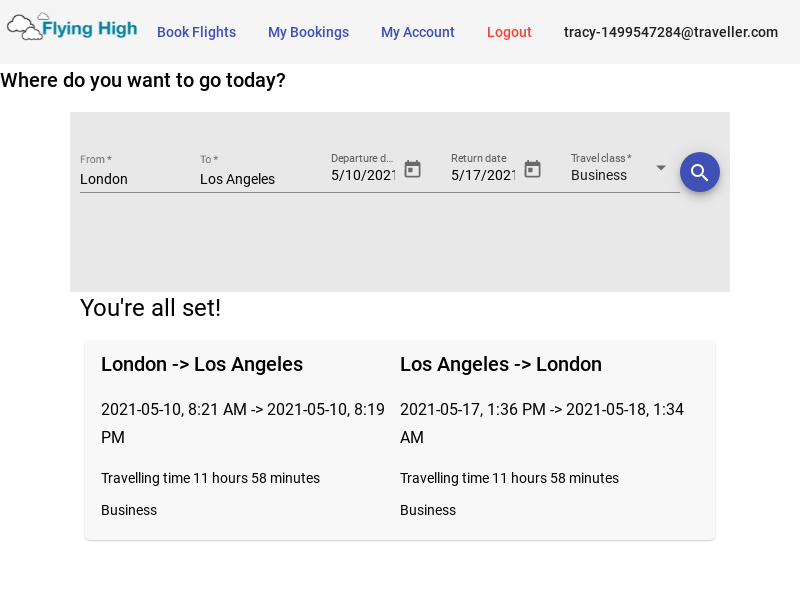 Flying High
Book Flights
My Bookings
My Account
Logout
tracy-1499547284@traveller.com
Where do you want to go today?
From *
London
To *
Los Angeles
Departure d...
5/10/2021
Return date
5/17/2021
Travel class *
Business
You're all set!
London -> Los Angeles
2021-05-10, 8:21 AM -> 2021-05-10, 8:19
PM
Travelling time 11 hours 58 minutes
Business
Los Angeles -> London
2021-05-17, 1:36 PM -> 2021-05-18, 1:34
AM
Travelling time 11 hours 58 minutes
Business